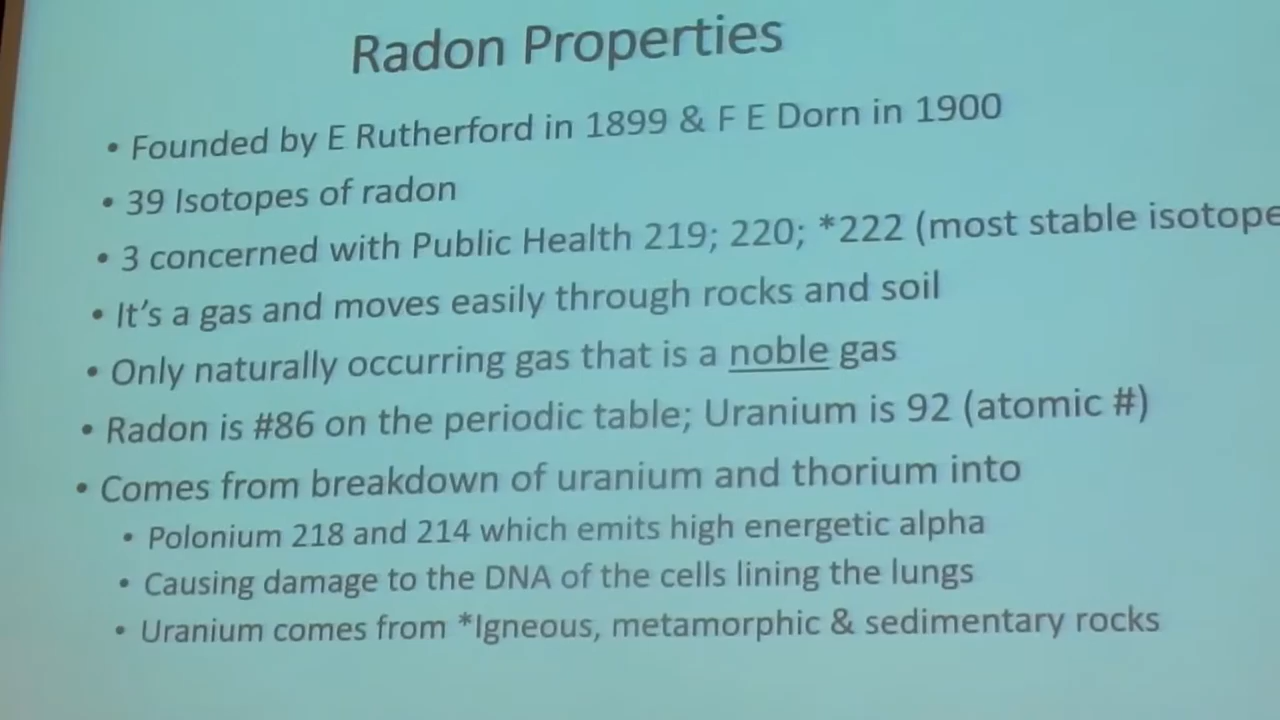 Radon Properties
• Founded by E Rutherford in 1899 & F E Dorn in 1900
• 39 Isotopes of radon
• 3 concerned with Public Health 219; 220; *222 (most stable isotope
• It's a gas and moves easily through rocks and soil
• Only naturally occurring gas that is a noble gas
• Radon is #86 on the periodic table; Uranium is 92 (atomic #)
• Comes from breakdown of uranium and thorium into
• Polonium 218 and 214 which emits high energetic alpha
• Causing damage to the DNA of the cells lining the lungs
• Uranium comes from *Igneous, metamorphic & sedimentary rocks